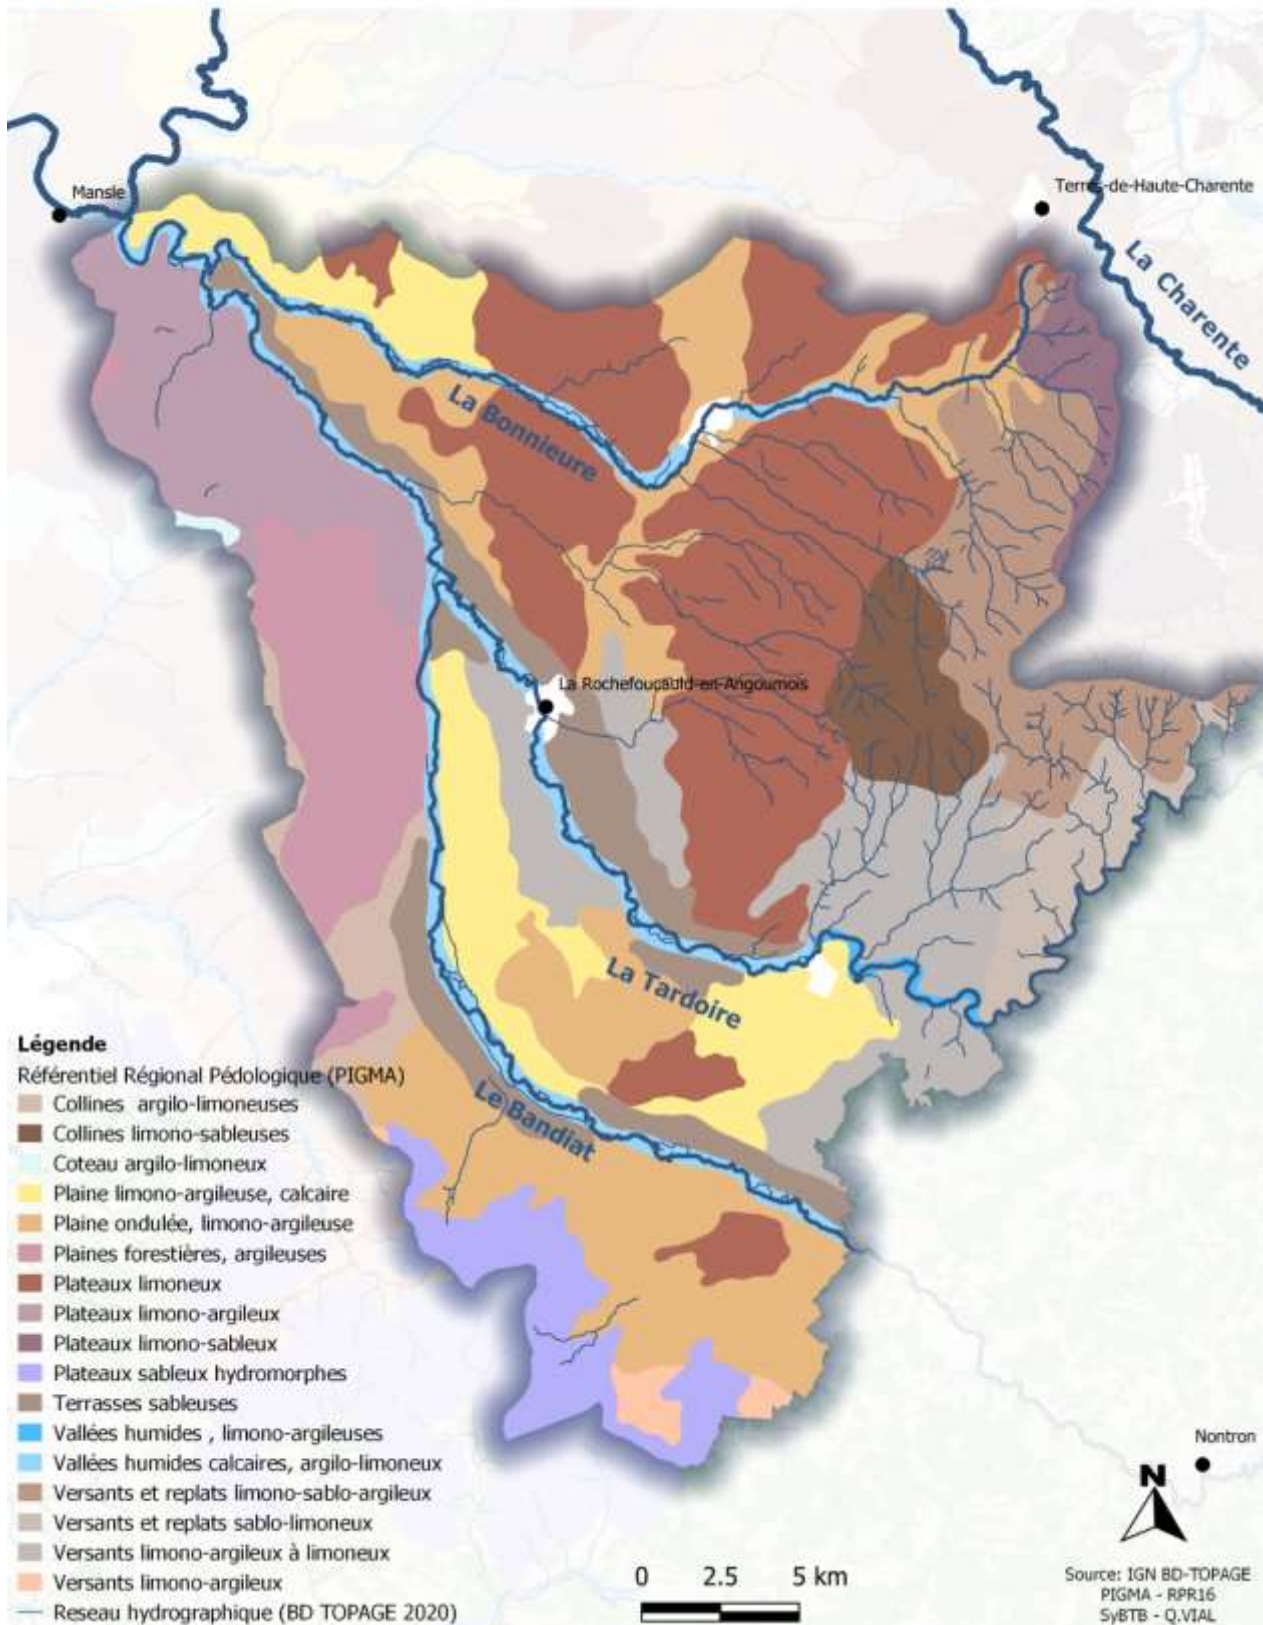 Mansle
Terres-de-Haute-Charente
La Charente
La Bonnieure
La Rochefoucauld-en-Angoumois
La Tardoire
Le Bandiat
Légende
Référentiel Régional Pédologique (PIGMA)
Collines argilo-limoneuses
Collines limono-sableuses
Coteau argilo-limoneux
Plaine limono-argileuse, calcaire
Plaine ondulée, limono-argileuse
Plaines forestières, argileuses
Plateaux limoneux
Plateaux limono-argileux
Plateaux limono-sableux
Plateaux sableux hydromorphes
Terrasses sableuses
Vallées humides , limono-argileuses
Vallées humides calcaires, argilo-limoneux
Versants et replats limono-sablo-argileux
Versants et replats sablo-limoneux
Versants limono-argileux à limoneux
Versants limono-argileux
Reseau hydrographique (BD TOPAGE 2020)
0 2.5 5 km
Nontron
N
Source: IGN BD-TOPAGE
PIGMA - RPR16
SyBTB - Q.VIAL